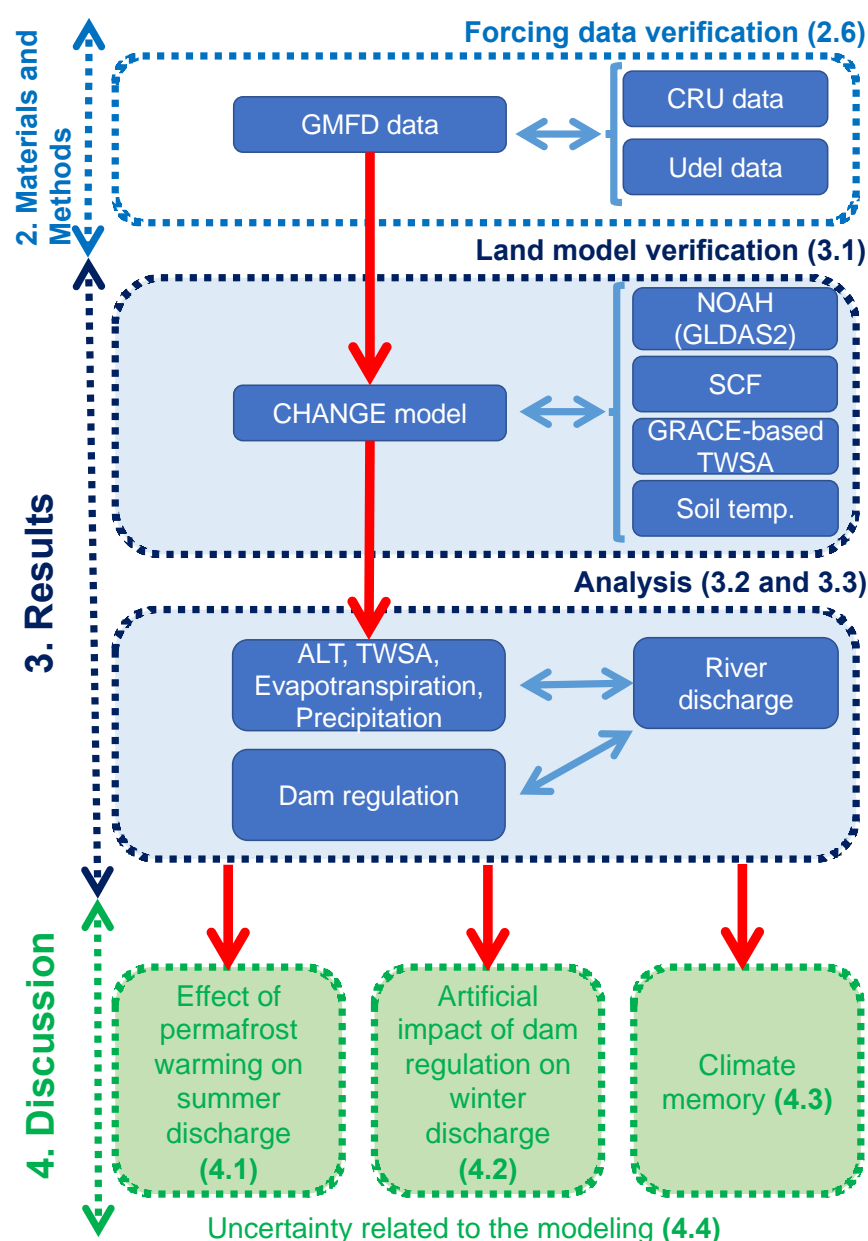 Forcing data verification (2.6)
2. Materials and
Methods
GMFD data
CRU data
Udel data
Land model verification (3.1)
3. Results
NOAH
(GLDAS2)
SCF
CHANGE model
GRACE-based
TWSA
Soil temp.
Analysis (3.2 and 3.3)
ALT, TWSA,
Evapotranspiration,
Precipitation
River
discharge
Dam regulation
4. Discussion
Effect of
permafrost
warming on
summer
discharge
(4.1)
Artificial
impact of dam
regulation on
winter
discharge
(4.2)
Climate
memory (4.3)
Uncertainty related to the modeling (4.4)